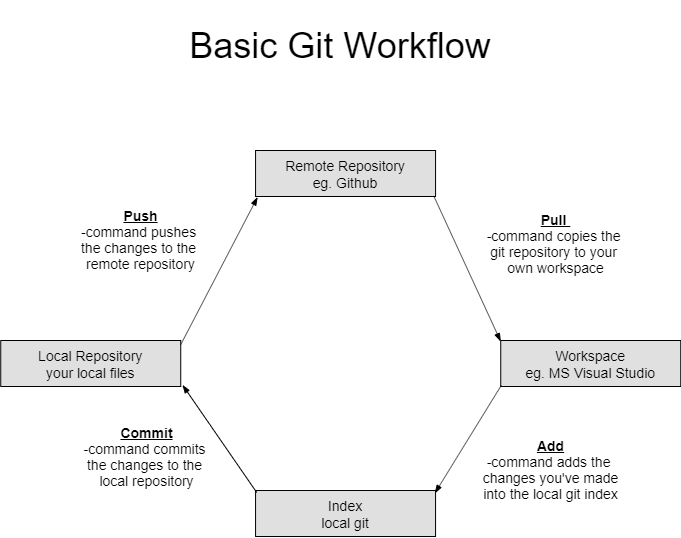 Basic Git Workflow
Remote Repository
eg. Github
Push
-command pushes
the changes to the
remote repository
Pull
-command copies the
git repository to your
own workspace
Local Repository
your local files
Workspace
eg. MS Visual Studio
Commit
-command commits
the changes to the
local repository
Add
-command adds the
changes you've made
into the local git index
Index
local git